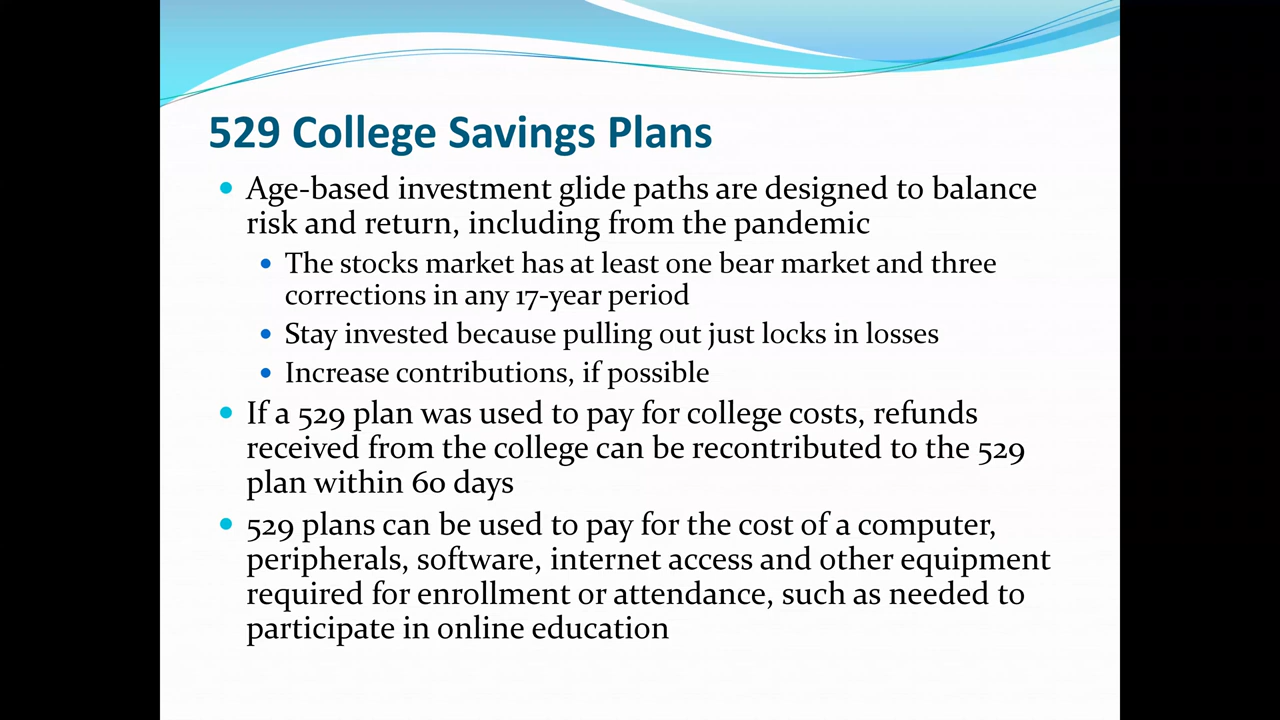 529 College Savings Plans
• Age-based investment glide paths are designed to balance
risk and return, including from the pandemic
• The stocks market has at least one bear market and three
corrections in any 17-year period
• Stay invested because pulling out just locks in losses
• Increase contributions, if possible
• If a 529 plan was used to pay for college costs, refunds
received from the college can be recontributed to the 529
plan within 60 days
• 529 plans can be used to pay for the cost of a computer,
peripherals, software, internet access and other equipment
required for enrollment or attendance, such as needed to
participate in online education